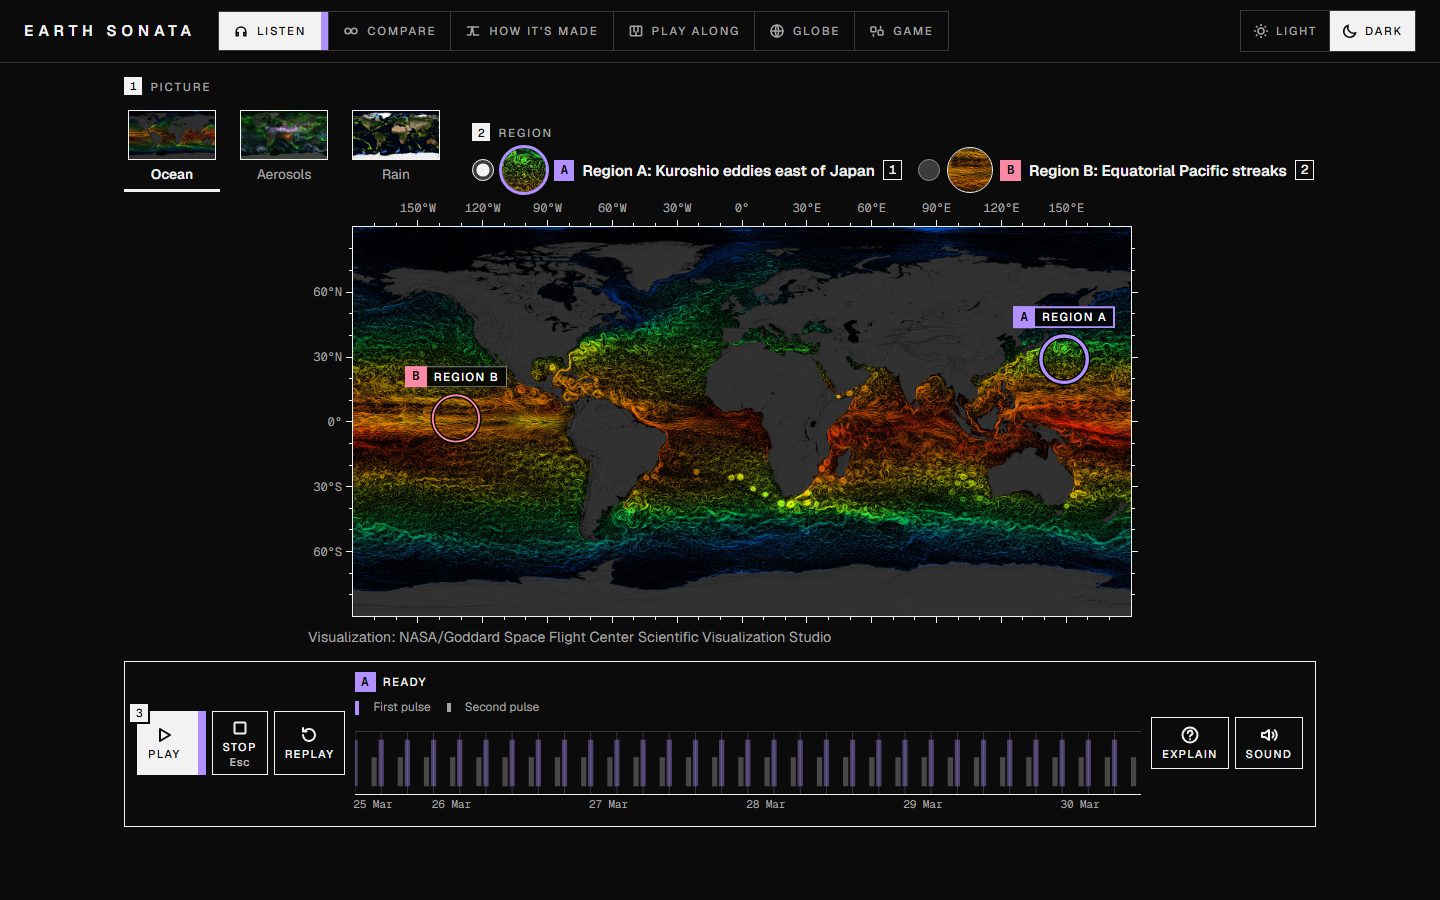 EARTH SONATA
LISTEN
COMPARE
HOW IT'S MADE
PLAY ALONG
GLOBE
GAME
LIGHT
DARK
1 PICTURE
Ocean
Aerosols
Rain
2 REGION
A Region A: Kuroshio eddies east of Japan 1
B Region B: Equatorial Pacific streaks 2
150°W 120°W 90°W 60°W 30°W 0° 30°E 60°E 90°E 120°E 150°E
60°N
30°N
0°
30°S
60°S
A REGION A
B REGION B
Visualization: NASA/Goddard Space Flight Center Scientific Visualization Studio
3
PLAY
STOP
Esc
REPLAY
A READY
First pulse Second pulse
25 Mar 26 Mar 27 Mar 28 Mar 29 Mar 30 Mar
EXPLAIN
SOUND